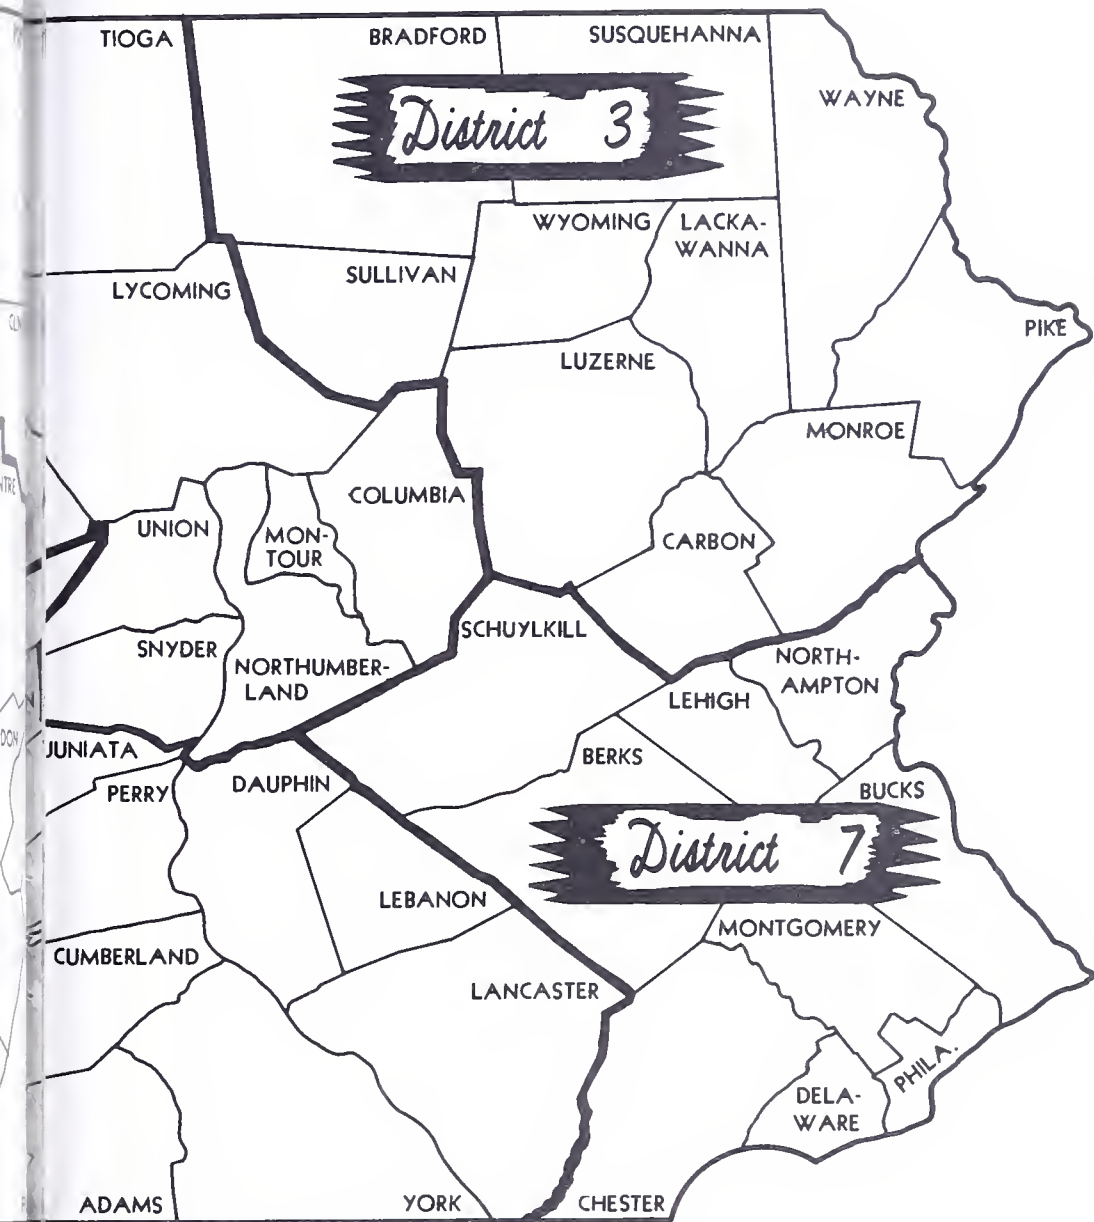 TIOGA
BRADFORD
SUSQUEHANNA
WAYNE
District 3
WYOMING
LACKA-
WANNA
SULLIVAN
LYCOMING
PIKE
LUZERNE
MONROE
COLUMBIA
UNION
MON-
TOUR
CARBON
SCHUYLKILL
SNYDER
NORTHUMBER-
LAND
NORTH-
AMPTON
LEHIGH
JUNIATA
PERRY
DAUPHIN
BERKS
BUCKS
District 7
LEBANON
MONTGOMERY
CUMBERLAND
LANCASTER
PHILA.
DELA-
WARE
ADAMS
YORK
CHESTER